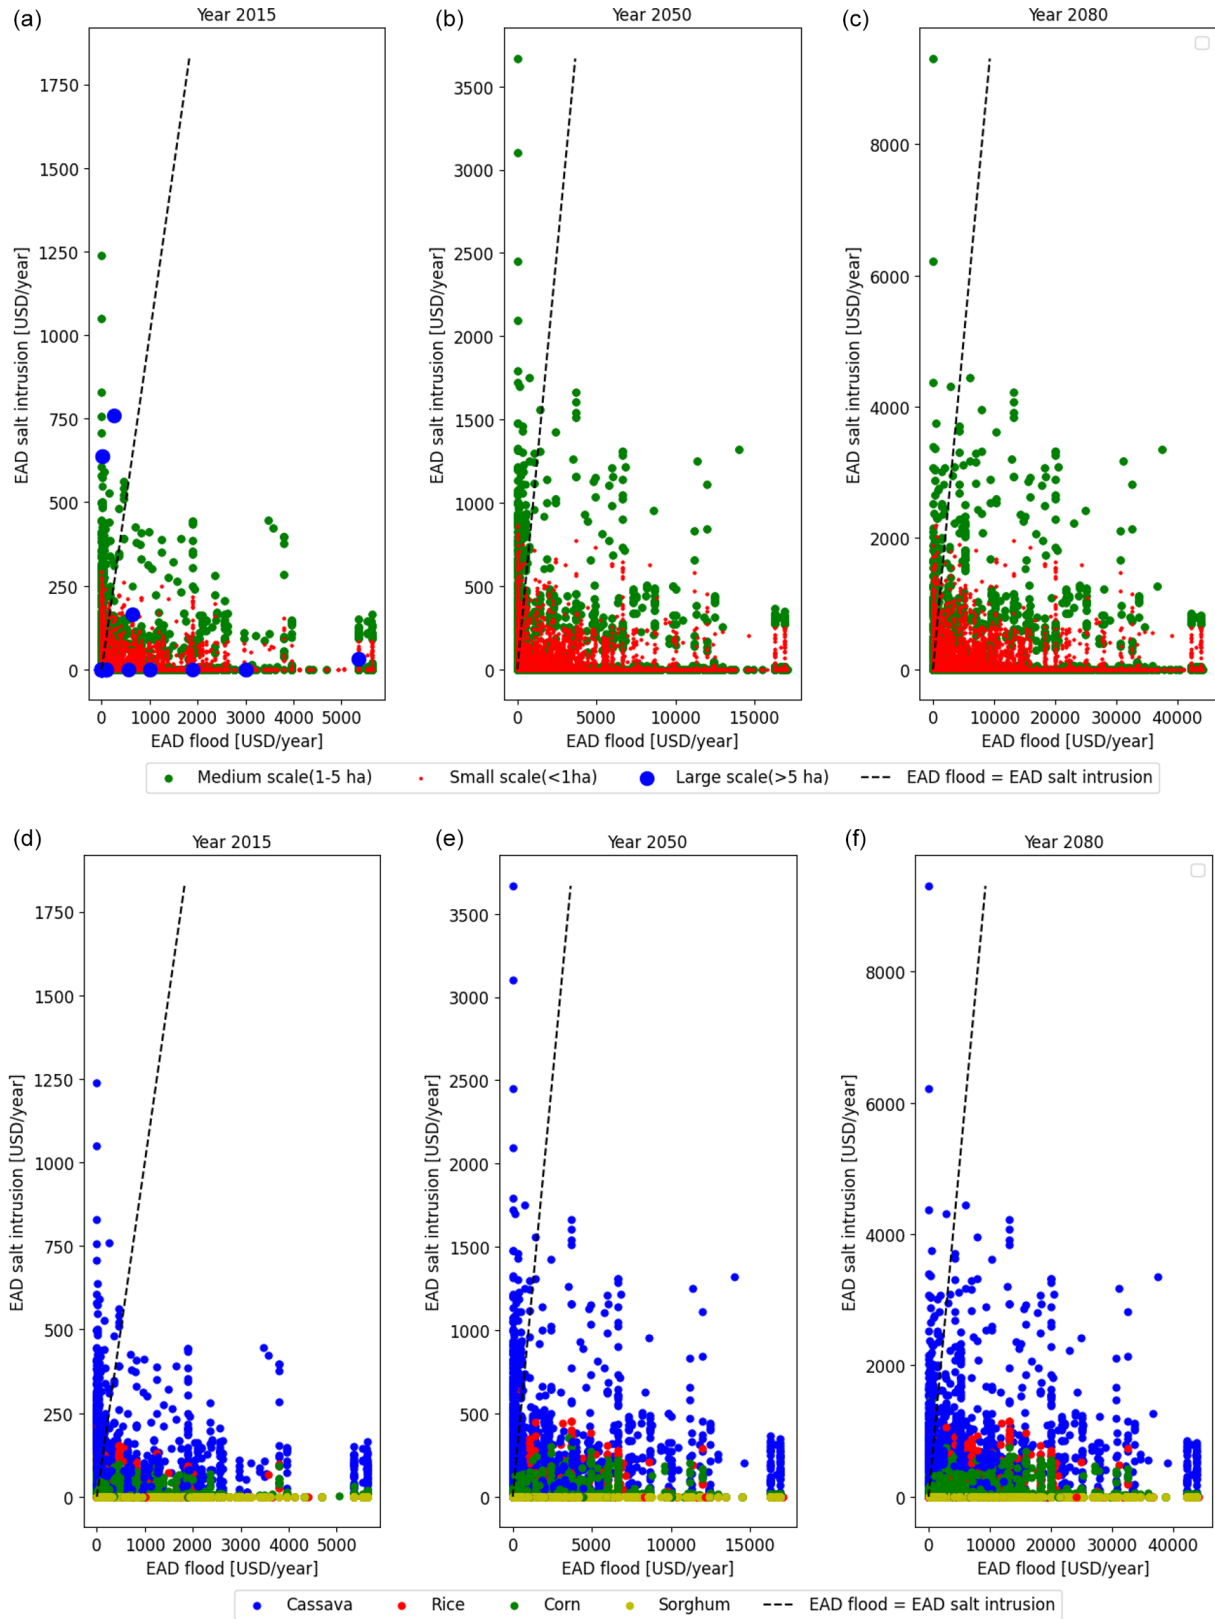 (a) Year 2015 (b) Year 2050 (c) Year 2080
1750
1500
1250
1000
750
500
250
0
EAD salt intrusion [USD/year]
0 1000 2000 3000 4000 5000
EAD flood [USD/year]
3500
3000
2500
2000
1500
1000
500
0
EAD salt intrusion [USD/year]
0 5000 10000 15000
EAD flood [USD/year]
8000
6000
4000
2000
0
EAD salt intrusion [USD/year]
0 10000 20000 30000 40000
EAD flood [USD/year]
Medium scale(1-5 ha) Small scale(<1ha) Large scale(>5 ha) EAD flood = EAD salt intrusion
(d) Year 2015 (e) Year 2050 (f) Year 2080
1750
1500
1250
1000
750
500
250
0
EAD salt intrusion [USD/year]
0 1000 2000 3000 4000 5000
EAD flood [USD/year]
3500
3000
2500
2000
1500
1000
500
0
EAD salt intrusion [USD/year]
0 5000 10000 15000
EAD flood [USD/year]
8000
6000
4000
2000
0
EAD salt intrusion [USD/year]
0 10000 20000 30000 40000
EAD flood [USD/year]
Cassava Rice Corn Sorghum EAD flood = EAD salt intrusion